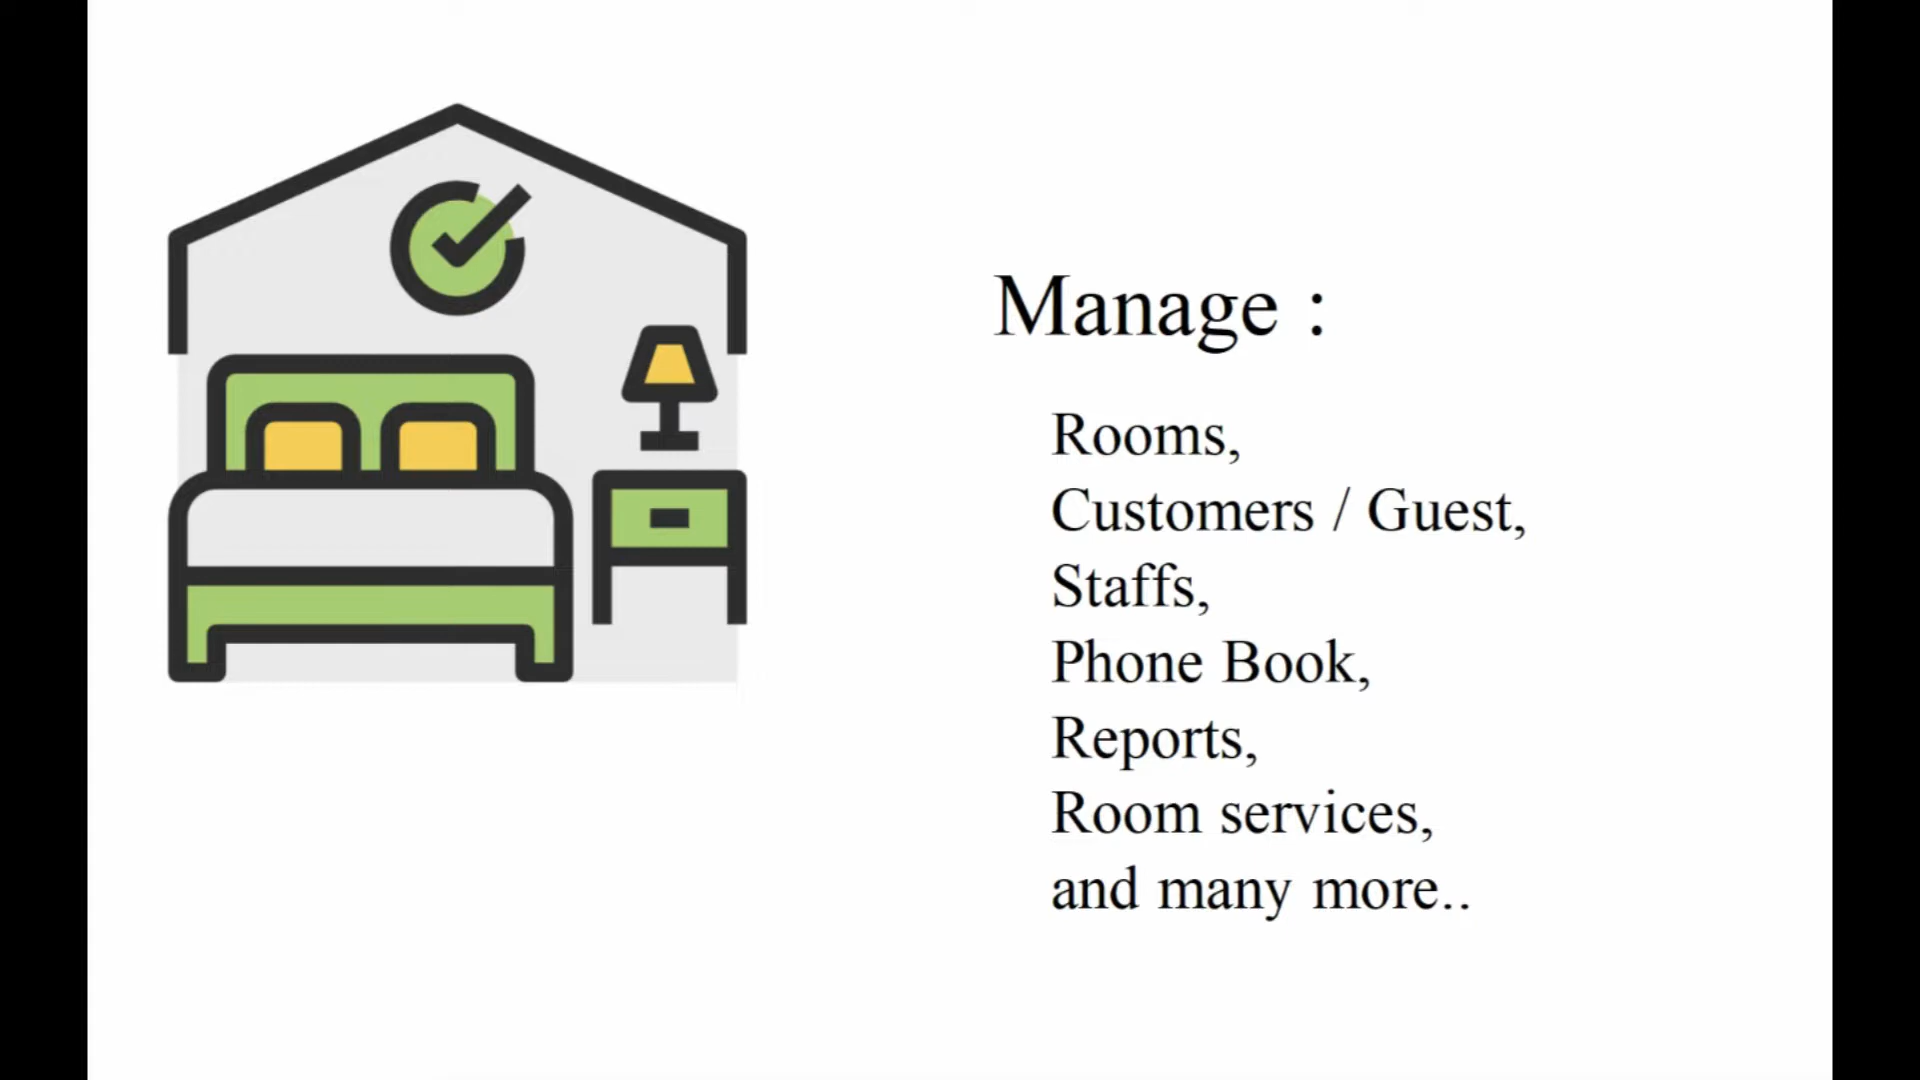 Manage :
Rooms,
Customers / Guest,
Staffs,
Phone Book,
Reports,
Room services,
and many more..